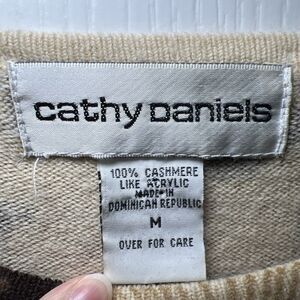 cathy Daniels
100% CASHMERE
LIKE ACRYLIC
MADE IN
DOMINICAN REPUBLIC
M
OVER FOR CARE